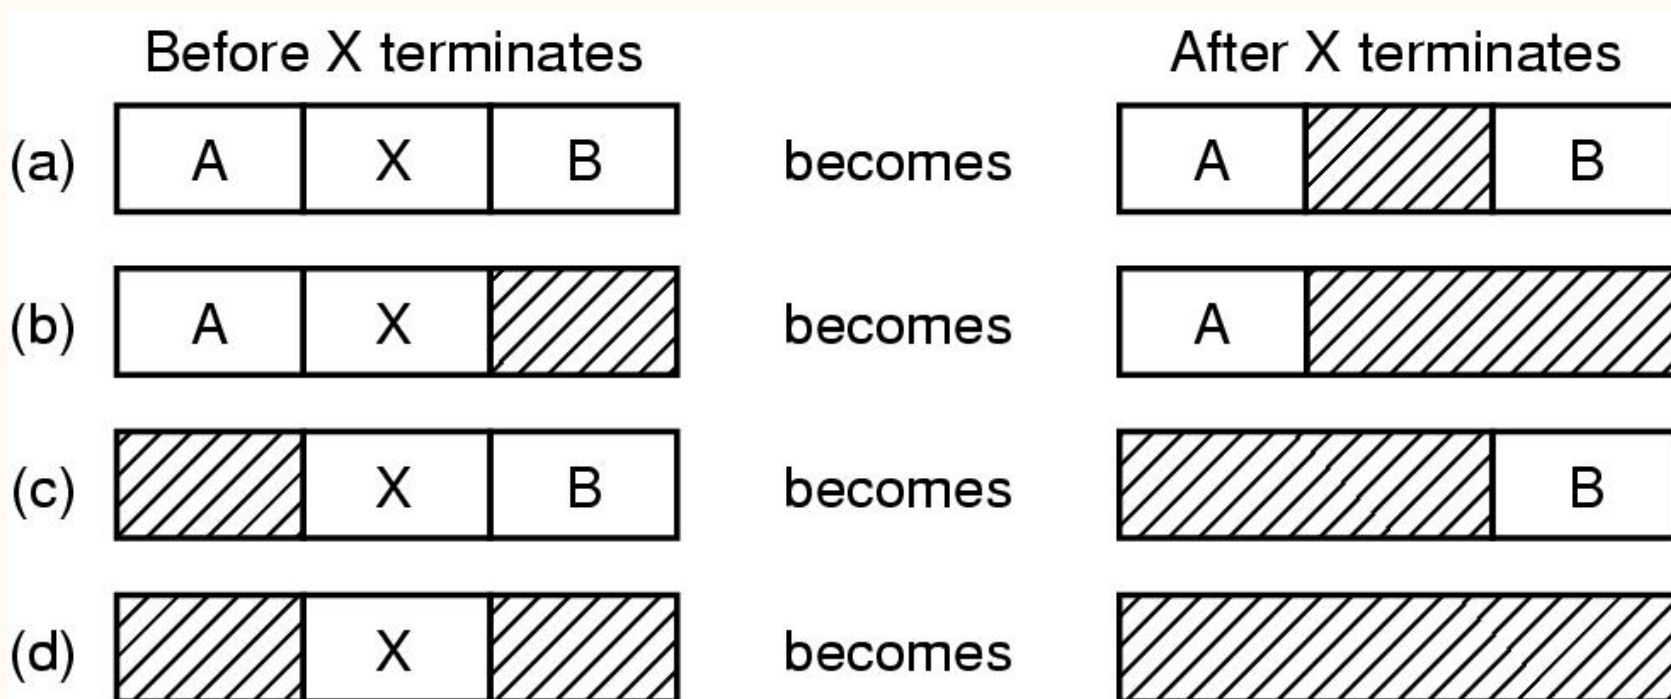 Before X terminates After X terminates
(a) A X B becomes A B
(b) A X becomes A
(c) X B becomes B
(d) X becomes